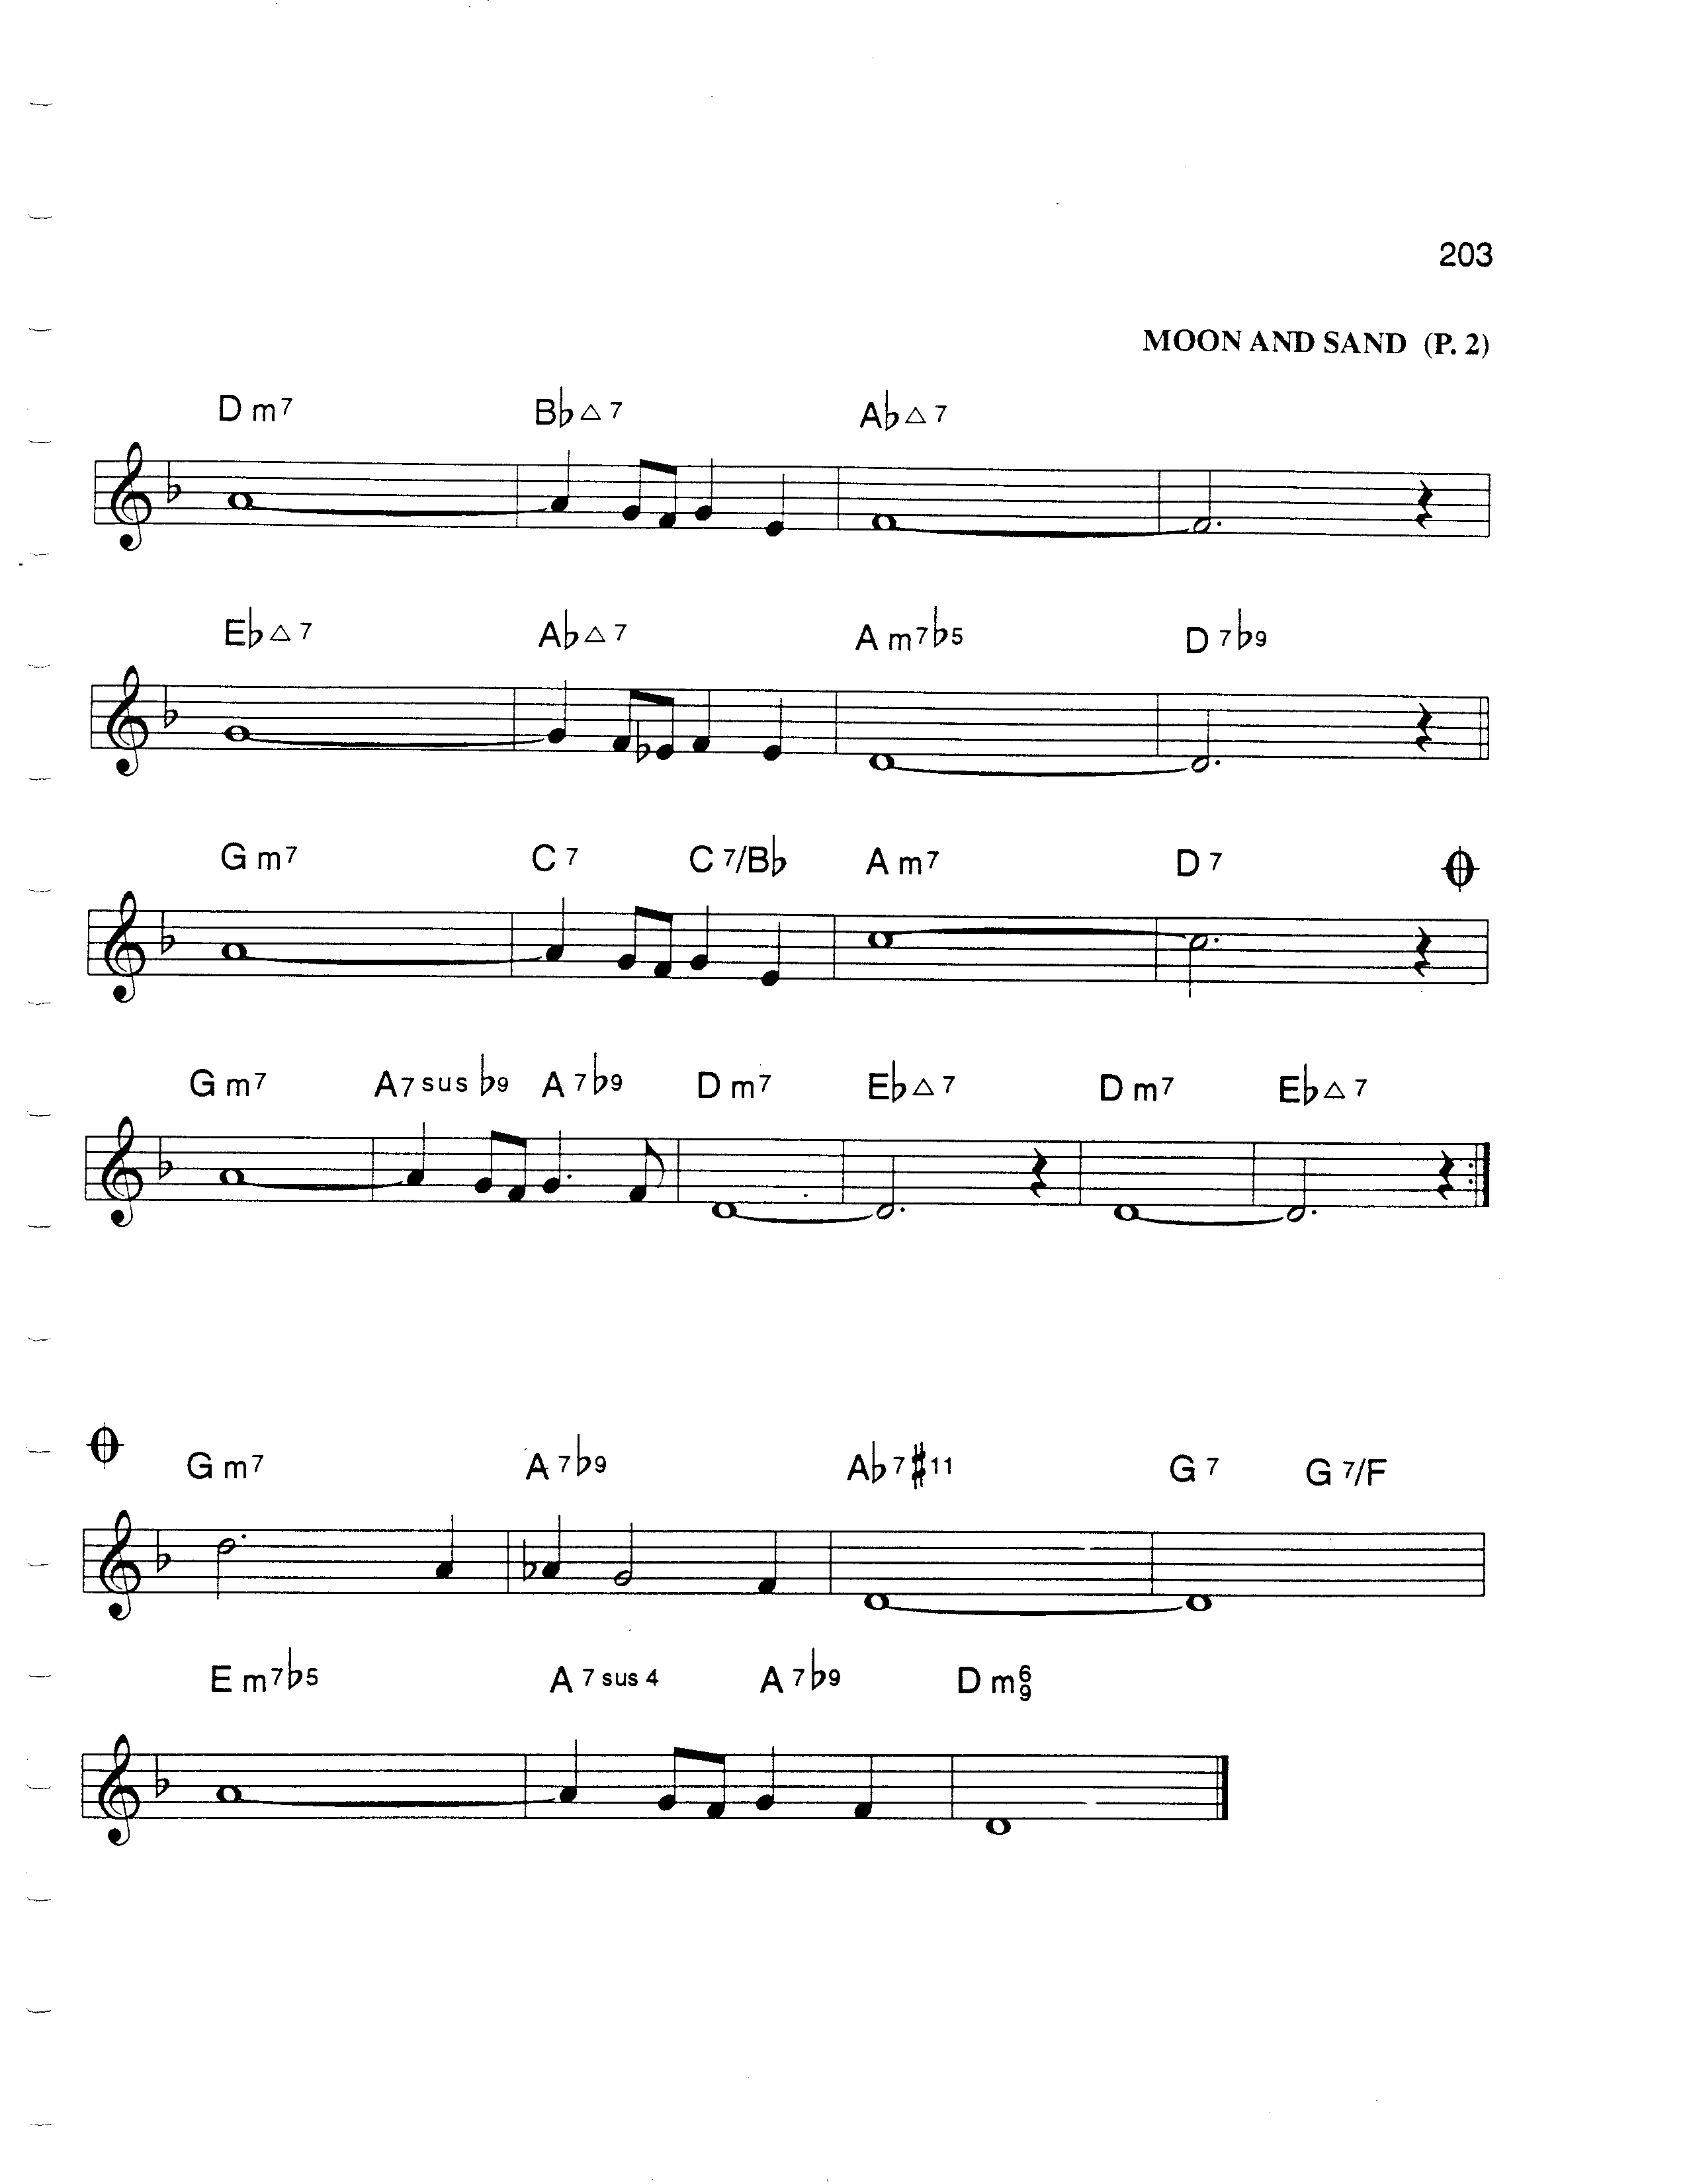 203
MOON AND SAND (P. 2)
D m7 B♭△7 A♭△7
E♭△7 A♭△7 A m7♭5 D 7♭9
G m7 C 7 C 7/B♭ A m7 D 7
G m7 A7 sus ♭9 A 7♭9 D m7 E♭△7 D m7 E♭△7
G m7 A 7♭9 A♭7♯11 G 7 G 7/F
E m7♭5 A 7 sus 4 A 7♭9 D m6/9